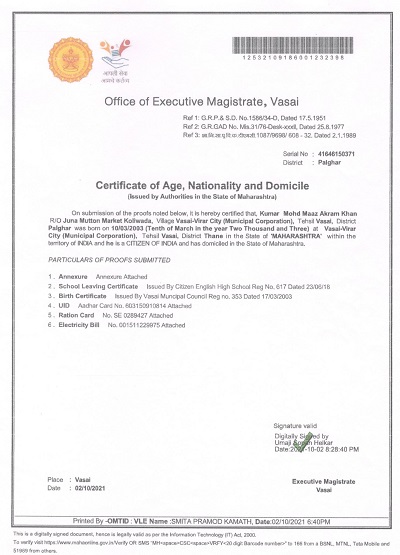 आपली सेवा
आमचे कर्तव्य
12532109186001232398
Office of Executive Magistrate, Vasai
Ref 1: G.R.P.& S.D. No.1586/34-D, Dated 17.5.1951
Ref 2: G.R.GAD No. Mis.31/76-Desk-xxxII, Dated 25.8.1977
1087/9698/ 608 - 32, Dated 2.1.1989
Serial No : 41646150371
District : Palghar
Certificate of Age, Nationality and Domicile
(Issued by Authorities in the State of Maharashtra)
On submission of the proofs noted below, it is hereby certified that, Kumar Mohd Maaz Akram Khan
R/O Juna Mutton Market Koliwada, Village Vasai-Virar City (Municipal Corporation), Tehsil Vasai, District
Palghar was born on 10/03/2003 (Tenth of March in the year Two Thousand and Three) at Vasai-Virar
City (Municipal Corporation), Tehsil Vasai, District Thane in the State of 'MAHARASHTRA' within the
territory of INDIA and he is a CITIZEN OF INDIA and has domiciled in the State of Maharashtra.
PARTICULARS OF PROOFS SUBMITTED
1 . Annexure Annexure Attached
2 . School Leaving Certificate Issued By Citizen English High School Reg No, 617 Dated 23/06/18
3 . Birth Certificate Issued By Vasai Muncipal Council Reg no. 353 Dated 17/03/2003
4 . UID Aadhar Card No. 603150910814 Attached
5 . Ration Card No. SE 0289427 Attached
6 . Electricity Bill No. 001511229975 Attached
Signature valid
Digitally Signed by
Umaji Helkar
Date:2021-10-02 8:28:40 PM
Place : Vasai
Date : 02/10/2021
Executive Magistrate
Vasai
Printed By -OMTID : VLE Name :SMITA PRAMOD KAMATH, Date:02/10/2021 6:40PM
This is a digitally signed document, hence is legally valid as per the Information Technology (IT) Act, 2000.
To verify visit https://www.mahaonline.gov.in/Verify OR SMS "MH<space>CSC<space>VRFY<20 digit Barcode number>" to 166 from a BSNL, MTNL, Tata Mobile and
51969 from others.